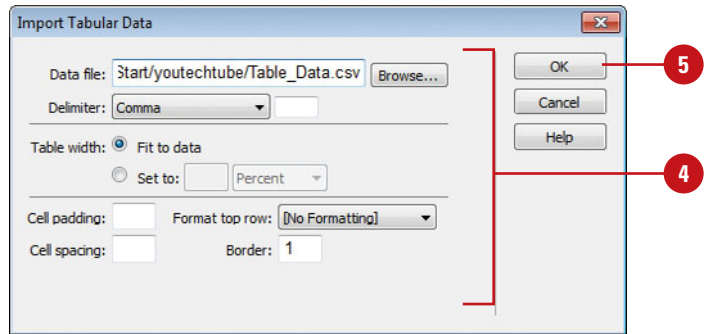 Import Tabular Data
Data file: Start/youtechtube/Table_Data.csv Browse...
Delimiter: Comma
Table width: Fit to data
Set to: Percent
Cell padding: Format top row: [No Formatting]
Cell spacing: Border: 1
OK
Cancel
Help
5
4